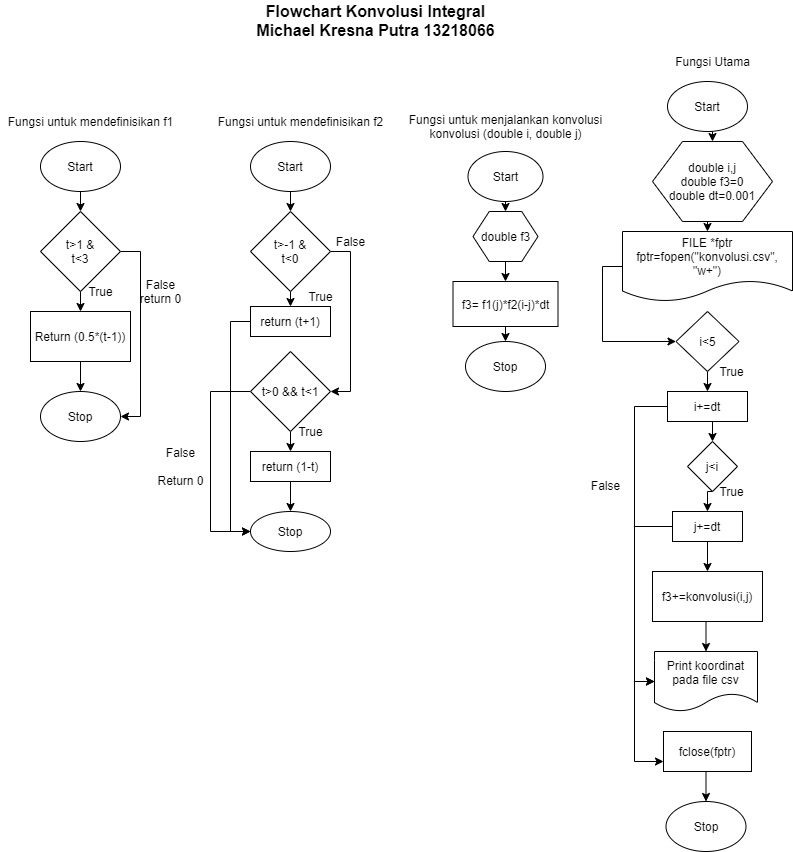 Flowchart Konvolusi Integral
Michael Kresna Putra 13218066
Fungsi untuk mendefinisikan f1
Start
t>1 &
t<3
False
return 0
True
Return (0.5*(t-1))
Stop
Fungsi untuk mendefinisikan f2
Start
t>-1 &
t<0
False
True
return (t+1)
t>0 && t<1
True
False
Return 0
return (1-t)
Stop
Fungsi untuk menjalankan konvolusi
konvolusi (double i, double j)
Start
double f3
f3= f1(j)*f2(i-j)*dt
Stop
Fungsi Utama
Start
double i,j
double f3=0
double dt=0.001
FILE *fptr
fptr=fopen("konvolusi.csv",
"w+")
i<5
True
i+=dt
j<i
False
True
j+=dt
f3+=konvolusi(i,j)
Print koordinat
pada file csv
fclose(fptr)
Stop